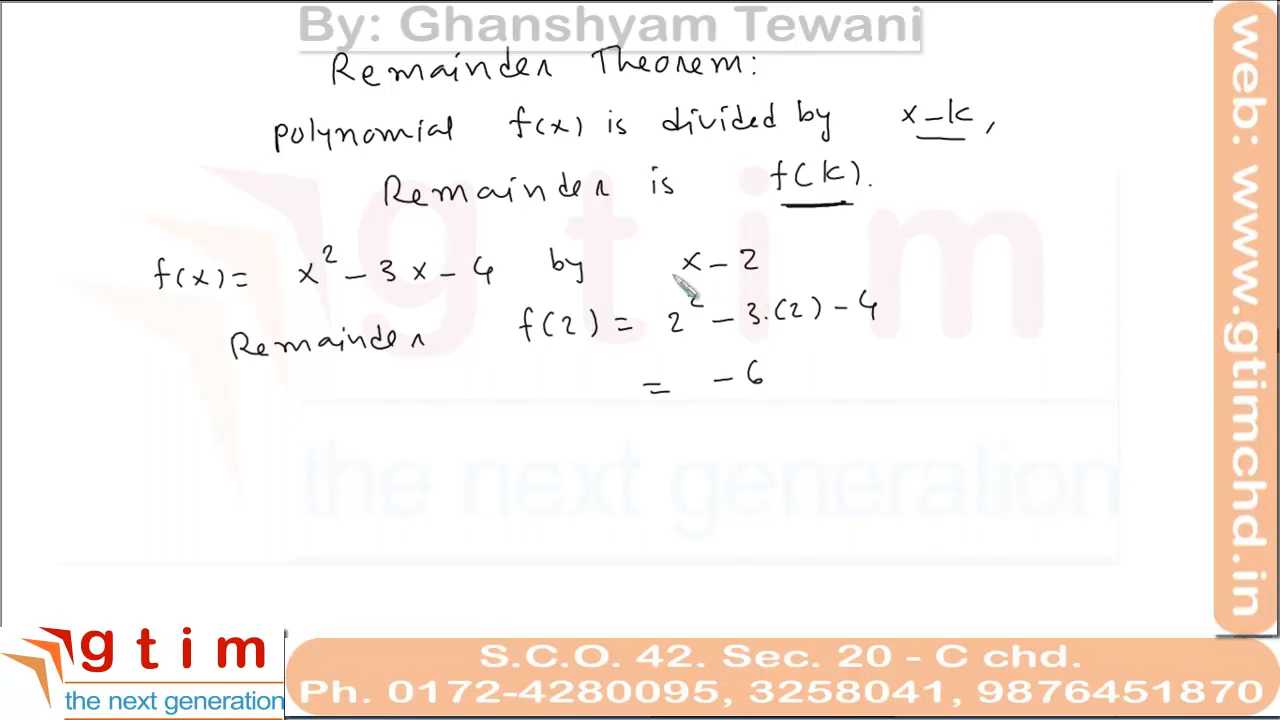 By: Ghanshyam Tewani
Remainder Theorem:
polynomial f(x) is divided by x-k,
Remainder is f(k).
f(x)= x² - 3x - 4 by x - 2
Remainder f(2) = 2² - 3.(2) - 4
= - 6
gtim
the next generation
web: www.gtimchd.in
gtim
the next generation
S.C.O. 42. Sec. 20 - C chd.
Ph. 0172-4280095, 3258041, 9876451870